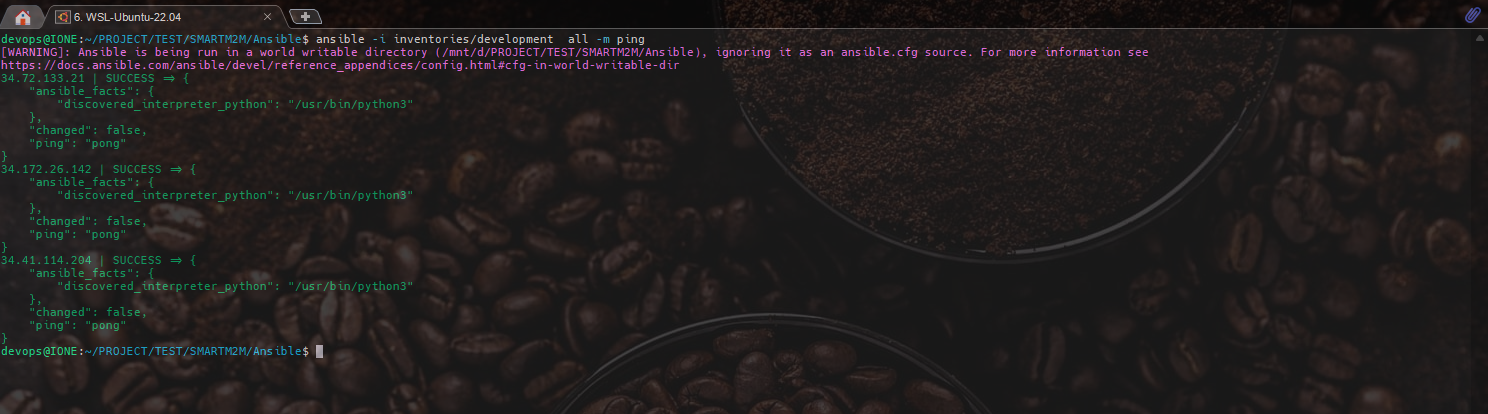 6. WSL-Ubuntu-22.04
devops@IONE:~/PROJECT/TEST/SMARTM2M/Ansible$ ansible -i inventories/development  all -m ping
[WARNING]: Ansible is being run in a world writable directory (/mnt/d/PROJECT/TEST/SMARTM2M/Ansible), ignoring it as an ansible.cfg source. For more information see
https://docs.ansible.com/ansible/devel/reference_appendices/config.html#cfg-in-world-writable-dir
34.72.133.21 | SUCCESS => {
    "ansible_facts": {
        "discovered_interpreter_python": "/usr/bin/python3"
    },
    "changed": false,
    "ping": "pong"
}
34.172.26.142 | SUCCESS => {
    "ansible_facts": {
        "discovered_interpreter_python": "/usr/bin/python3"
    },
    "changed": false,
    "ping": "pong"
}
34.41.114.204 | SUCCESS => {
    "ansible_facts": {
        "discovered_interpreter_python": "/usr/bin/python3"
    },
    "changed": false,
    "ping": "pong"
}
devops@IONE:~/PROJECT/TEST/SMARTM2M/Ansible$